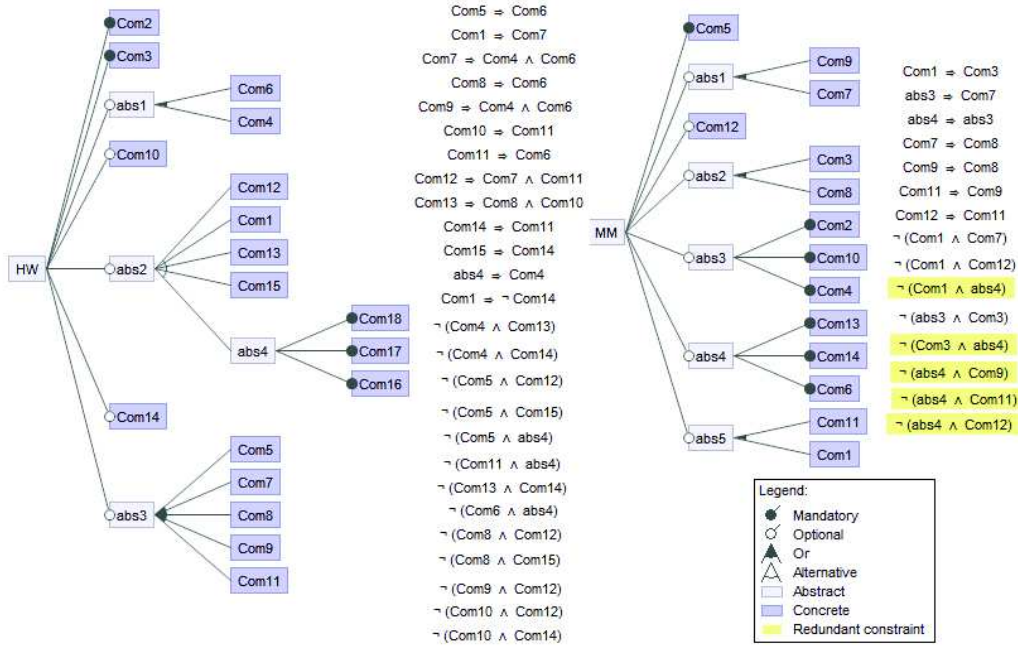 HW
Com2
Com3
abs1
Com6
Com4
Com10
abs2
Com12
Com1
Com13
Com15
abs4
Com18
Com17
Com16
Com14
abs3
Com5
Com7
Com8
Com9
Com11
Com5 ⇒ Com6
Com1 ⇒ Com7
Com7 ⇒ Com4 ∧ Com6
Com8 ⇒ Com6
Com9 ⇒ Com4 ∧ Com6
Com10 ⇒ Com11
Com11 ⇒ Com6
Com12 ⇒ Com7 ∧ Com11
Com13 ⇒ Com8 ∧ Com10
Com14 ⇒ Com11
Com15 ⇒ Com14
abs4 ⇒ Com4
Com1 ⇒ ¬ Com14
¬ (Com4 ∧ Com13)
¬ (Com4 ∧ Com14)
¬ (Com5 ∧ Com12)
¬ (Com5 ∧ Com15)
¬ (Com5 ∧ abs4)
¬ (Com11 ∧ abs4)
¬ (Com13 ∧ Com14)
¬ (Com6 ∧ abs4)
¬ (Com8 ∧ Com12)
¬ (Com8 ∧ Com15)
¬ (Com9 ∧ Com12)
¬ (Com10 ∧ Com12)
¬ (Com10 ∧ Com14)
MM
Com5
abs1
Com9
Com7
Com12
abs2
Com3
Com8
abs3
Com2
Com10
Com4
abs4
Com13
Com14
Com6
abs5
Com11
Com1
Com1 ⇒ Com3
abs3 ⇒ Com7
abs4 ⇒ abs3
Com7 ⇒ Com8
Com9 ⇒ Com8
Com11 ⇒ Com9
Com12 ⇒ Com11
¬ (Com1 ∧ Com7)
¬ (Com1 ∧ Com12)
¬ (Com1 ∧ abs4)
¬ (abs3 ∧ Com3)
¬ (Com3 ∧ abs4)
¬ (abs4 ∧ Com9)
¬ (abs4 ∧ Com11)
¬ (abs4 ∧ Com12)
Legend:
Mandatory
Optional
Or
Alternative
Abstract
Concrete
Redundant constraint